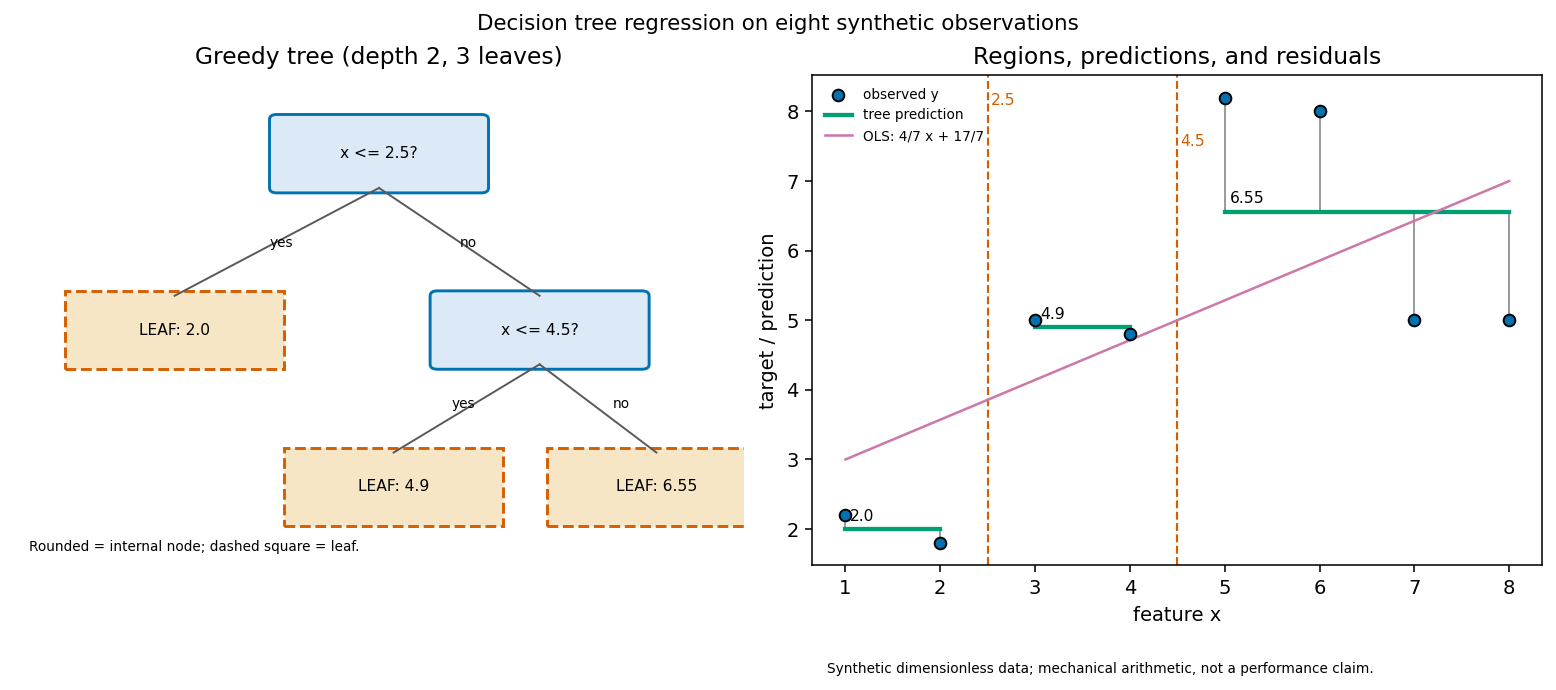 Decision tree regression on eight synthetic observations
Greedy tree (depth 2, 3 leaves)
x <= 2.5?
yes
no
LEAF: 2.0
x <= 4.5?
yes
no
LEAF: 4.9
LEAF: 6.55
Rounded = internal node; dashed square = leaf.
Regions, predictions, and residuals
observed y
tree prediction
OLS: 4/7 x + 17/7
2.5
4.5
6.55
4.9
2.0
target / prediction
8
7
6
5
4
3
2
1 2 3 4 5 6 7 8
feature x
Synthetic dimensionless data; mechanical arithmetic, not a performance claim.